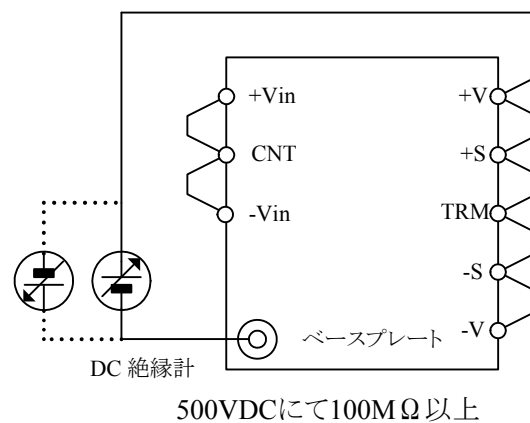 +Vin
+V
CNT
+S
-Vin
TRM
-S
-V
ベースプレート
DC 絶縁計
500VDCにて100MΩ以上